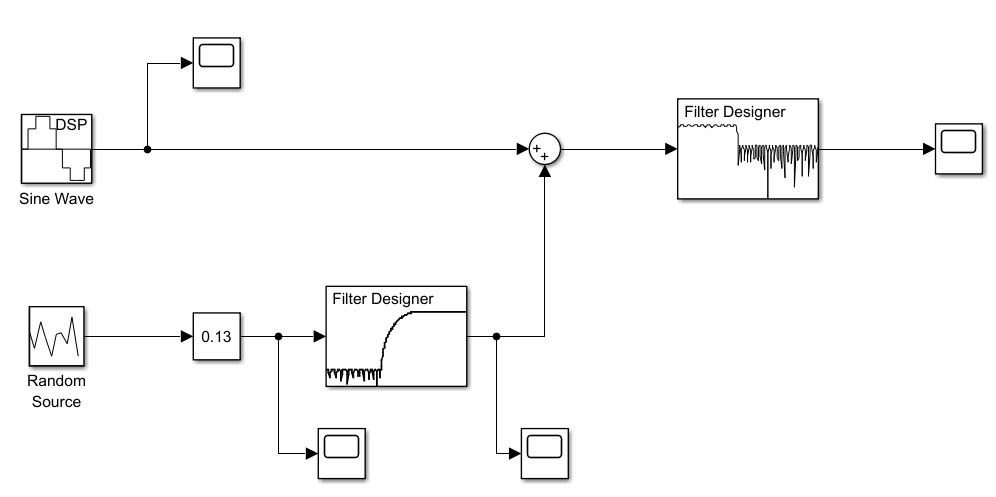 DSP
Sine Wave
+
+
Filter Designer
Filter Designer
0.13
Random
Source